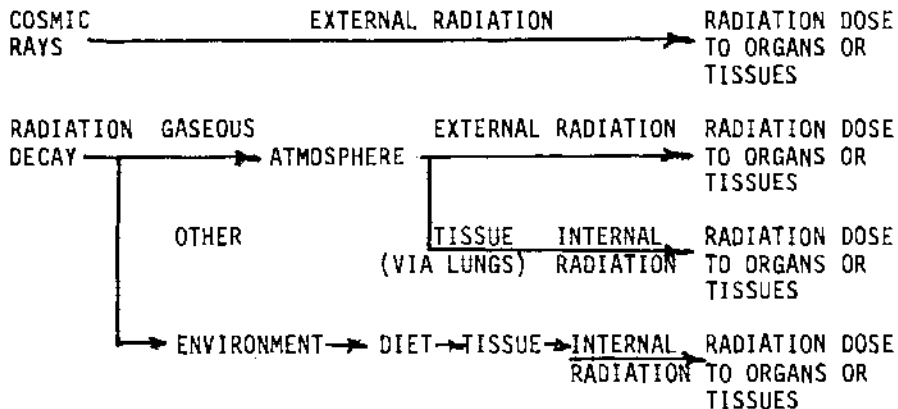 COSMIC EXTERNAL RADIATION RADIATION DOSE
RAYS TO ORGANS OR
TISSUES
RADIATION GASEOUS EXTERNAL RADIATION RADIATION DOSE
DECAY ATMOSPHERE TO ORGANS OR
TISSUES
OTHER TISSUE INTERNAL RADIATION DOSE
(VIA LUNGS) RADIATION TO ORGANS OR
TISSUES
ENVIRONMENT DIET TISSUE INTERNAL RADIATION DOSE
RADIATION TO ORGANS OR
TISSUES